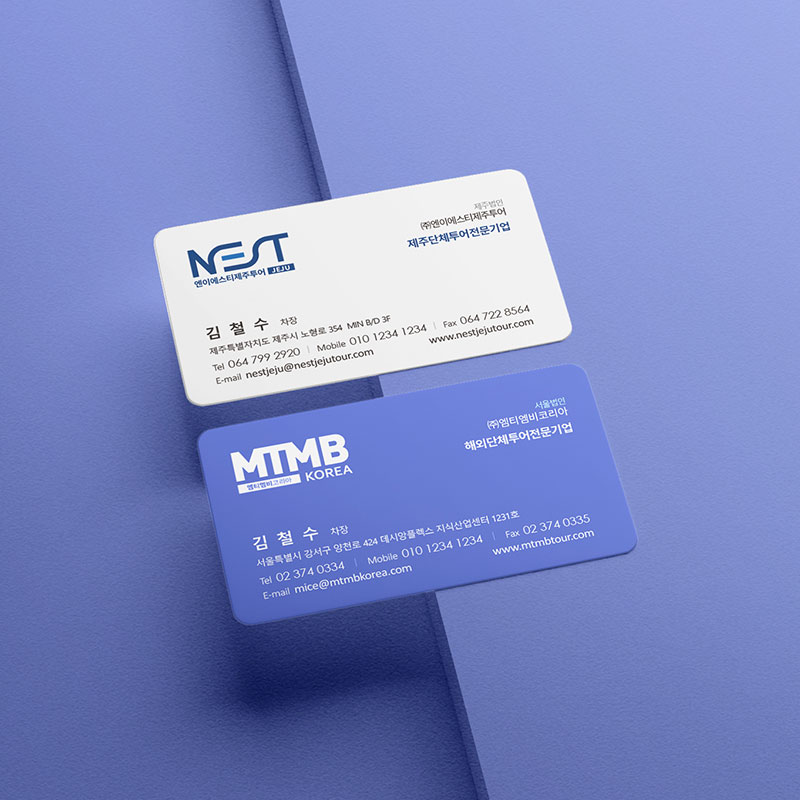 NEST
엔이에스티제주투어 JEJU
제주법인
㈜엔이에스티제주투어
제주단체투어전문기업
김 철 수 차장
제주특별자치도 제주시 노형로 354 MIN B/D 3F
Tel 064 799 2920 | Mobile 010 1234 1234 | Fax 064 722 8564
E-mail nestjeju@nestjejutour.com www.nestjejutour.com
MTMB
엠티엠비코리아 KOREA
서울법인
㈜엠티엠비코리아
해외단체투어전문기업
김 철 수 차장
서울특별시 강서구 양천로 424 데시앙플렉스 지식산업센터 1231호
Tel 02 374 0334 | Mobile 010 1234 1234 | Fax 02 374 0335
E-mail mice@mtmbkorea.com www.mtmbtour.com